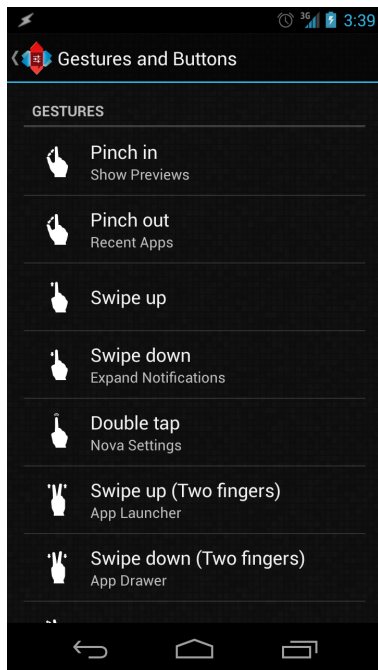 3G
3:39
Gestures and Buttons
GESTURES
Pinch in
Show Previews
Pinch out
Recent Apps
Swipe up
Swipe down
Expand Notifications
Double tap
Nova Settings
Swipe up (Two fingers)
App Launcher
Swipe down (Two fingers)
App Drawer